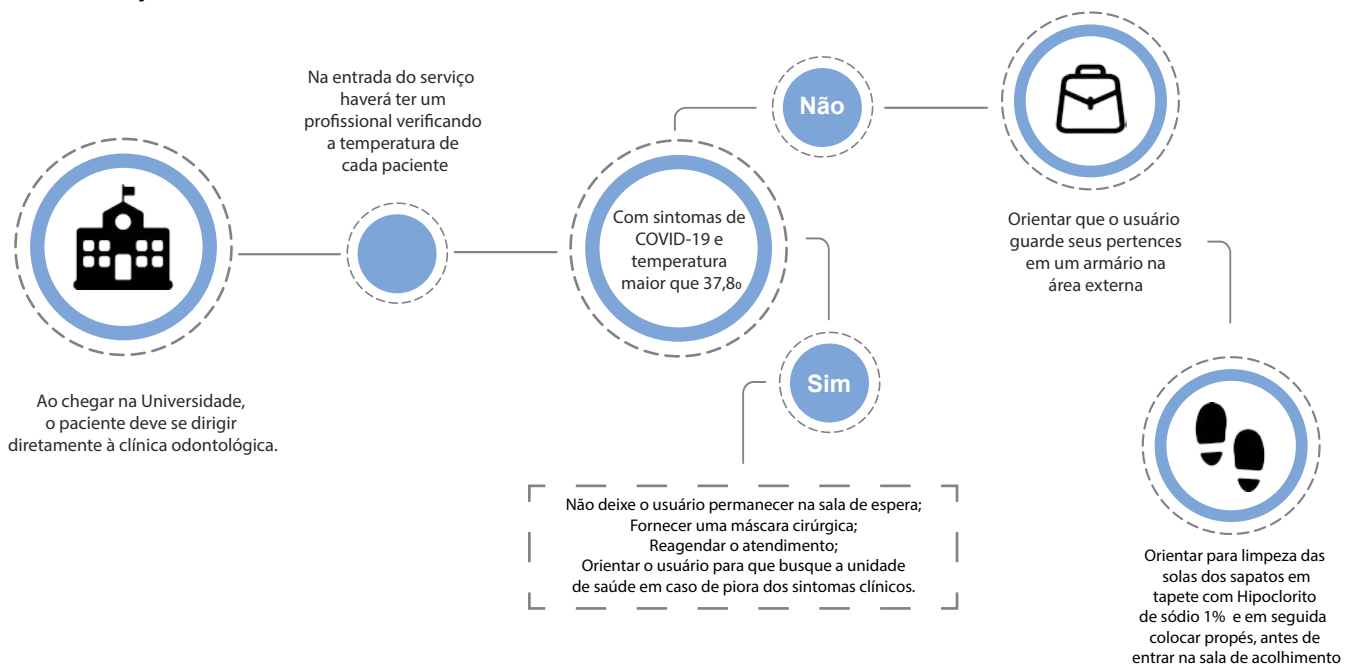 Ao chegar na Universidade,
o paciente deve se dirigir
diretamente à clínica odontológica.
Na entrada do serviço
haverá ter um
profissional verificando
a temperatura de
cada paciente
Com sintomas de
COVID-19 e
temperatura
maior que 37,8º
Não
Orientar que o usuário
guarde seus pertences
em um armário na
área externa
Orientar para limpeza das
solas dos sapatos em
tapete com Hipoclorito
de sódio 1% e em seguida
colocar propés, antes de
entrar na sala de acolhimento
Sim
Não deixe o usuário permanecer na sala de espera;
Fornecer uma máscara cirúrgica;
Reagendar o atendimento;
Orientar o usuário para que busque a unidade
de saúde em caso de piora dos sintomas clínicos.